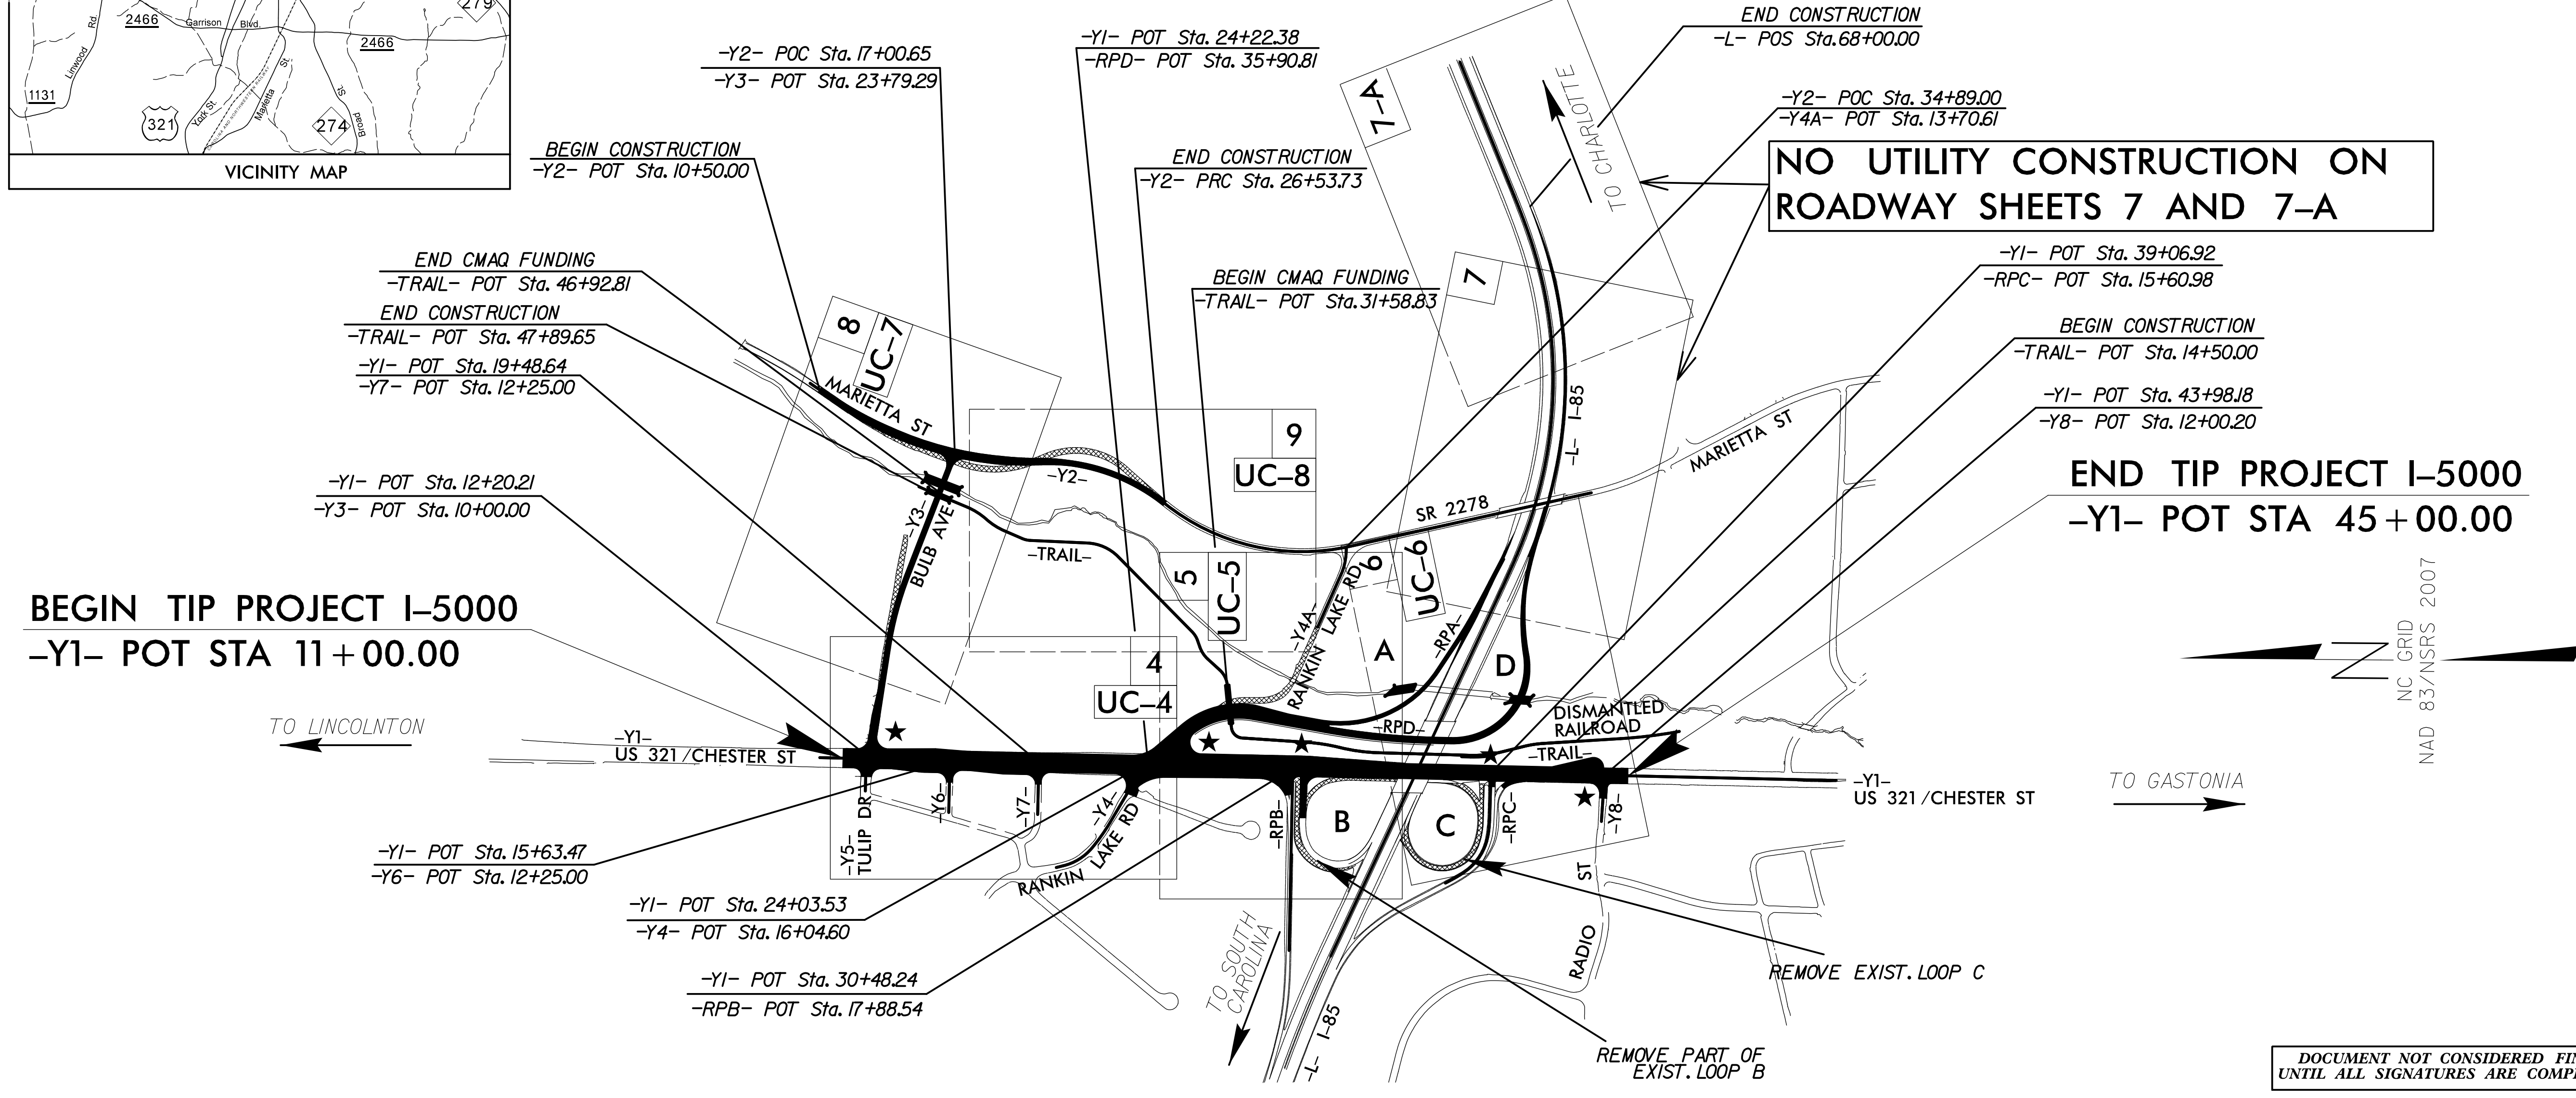 279
2466
Garrison Blvd.
2466
Linwood Rd.
1131
321
York St.
Marietta St.
274
Broad St
VICINITY MAP
-Y2- POC Sta. 17+00.65
-Y3- POT Sta. 23+79.29
-Y1- POT Sta. 24+22.38
-RPD- POT Sta. 35+90.81
END CONSTRUCTION
-L- POS Sta. 68+00.00
BEGIN CONSTRUCTION
-Y2- POT Sta. 10+50.00
END CONSTRUCTION
-Y2- PRC Sta. 26+53.73
7-A
TO CHARLOTTE
-Y2- POC Sta. 34+89.00
-Y4A- POT Sta. 13+70.61
NO UTILITY CONSTRUCTION ON
ROADWAY SHEETS 7 AND 7-A
END CMAQ FUNDING
-TRAIL- POT Sta. 46+92.81
BEGIN CMAQ FUNDING
-TRAIL- POT Sta. 31+58.83
7
-Y1- POT Sta. 39+06.92
-RPC- POT Sta. 15+60.98
END CONSTRUCTION
-TRAIL- POT Sta. 47+89.65
BEGIN CONSTRUCTION
-TRAIL- POT Sta. 14+50.00
-Y1- POT Sta. 19+48.64
-Y7- POT Sta. 12+25.00
-Y1- POT Sta. 43+98.18
-Y8- POT Sta. 12+00.20
8
UC-7
MARIETTA ST
9
UC-8
-Y2-
-L- I-85
MARIETTA ST
SR 2278
-Y1- POT Sta. 12+20.21
-Y3- POT Sta. 10+00.00
END TIP PROJECT I-5000
-Y1- POT STA 45+00.00
-Y3-
BULB AVE
-TRAIL-
5
UC-5
6
UC-6
-Y4A-
RANKIN LAKE RD
-RPA-
A
D
BEGIN TIP PROJECT I-5000
-Y1- POT STA 11+00.00
4
UC-4
N
NC GRID
NAD 83/NSRS 2007
TO LINCOLNTON
-Y1-
US 321/CHESTER ST
-RPD-
DISMANTLED
RAILROAD
-TRAIL-
-Y1-
US 321/CHESTER ST
TO GASTONIA
-Y5-
TULIP DR
-Y6-
-Y7-
-Y4-
RANKIN LAKE RD
-RPB-
B
C
-RPC-
-Y8-
RADIO ST
-Y1- POT Sta. 15+63.47
-Y6- POT Sta. 12+25.00
-Y1- POT Sta. 24+03.53
-Y4- POT Sta. 16+04.60
-Y1- POT Sta. 30+48.24
-RPB- POT Sta. 17+88.54
TO SOUTH
CAROLINA
-L- I-85
REMOVE EXIST. LOOP C
REMOVE PART OF
EXIST. LOOP B
DOCUMENT NOT CONSIDERED FIN
UNTIL ALL SIGNATURES ARE COMP